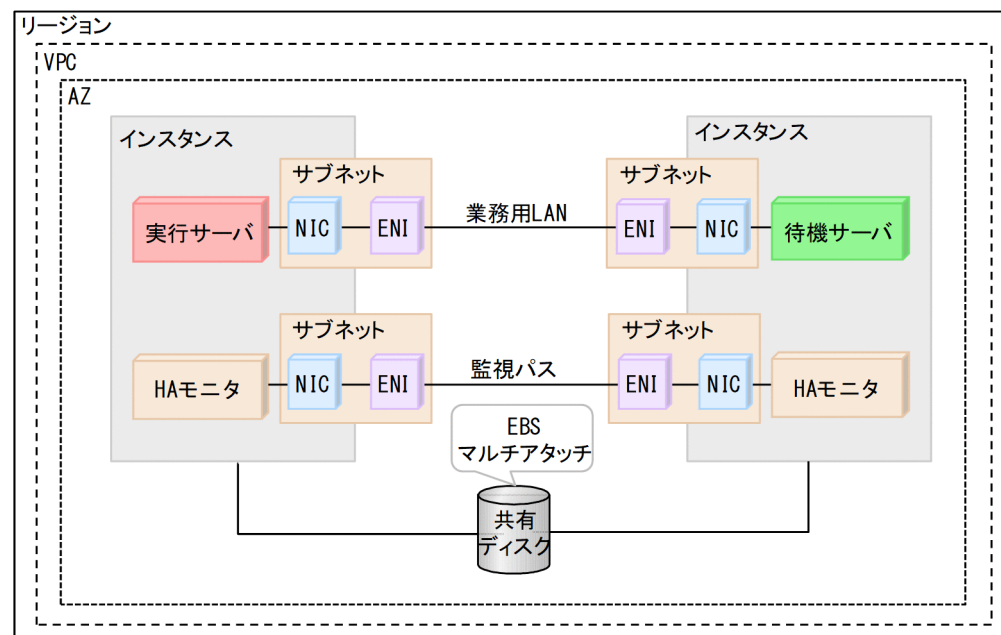 リージョン
VPC
AZ
インスタンス
インスタンス
サブネット
サブネット
実行サーバ
NIC
ENI
業務用LAN
ENI
NIC
待機サーバ
サブネット
サブネット
HAモニタ
NIC
ENI
監視パス
ENI
NIC
HAモニタ
EBS
マルチアタッチ
共有
ディスク